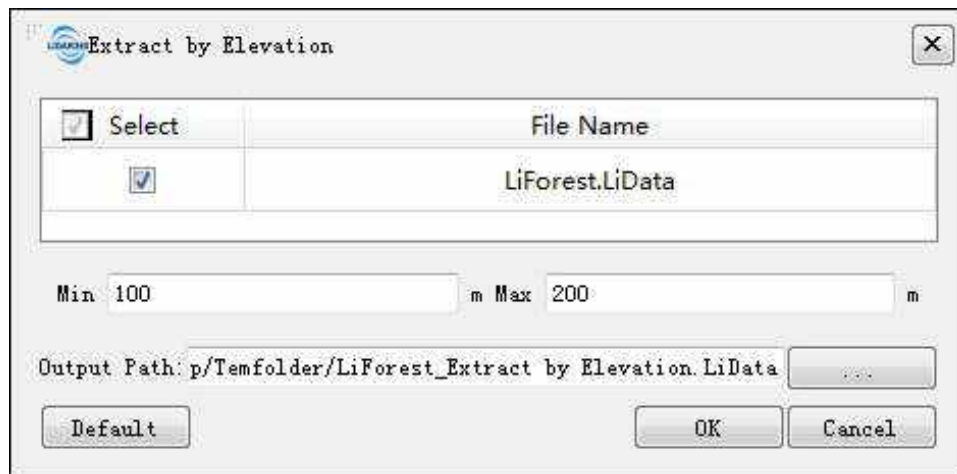 Extract by Elevation
Select File Name
LiForest.LiData
Min 100 m Max 200 m
Output Path: p/Temfolder/LiForest_Extract by Elevation.LiData ...
Default OK Cancel